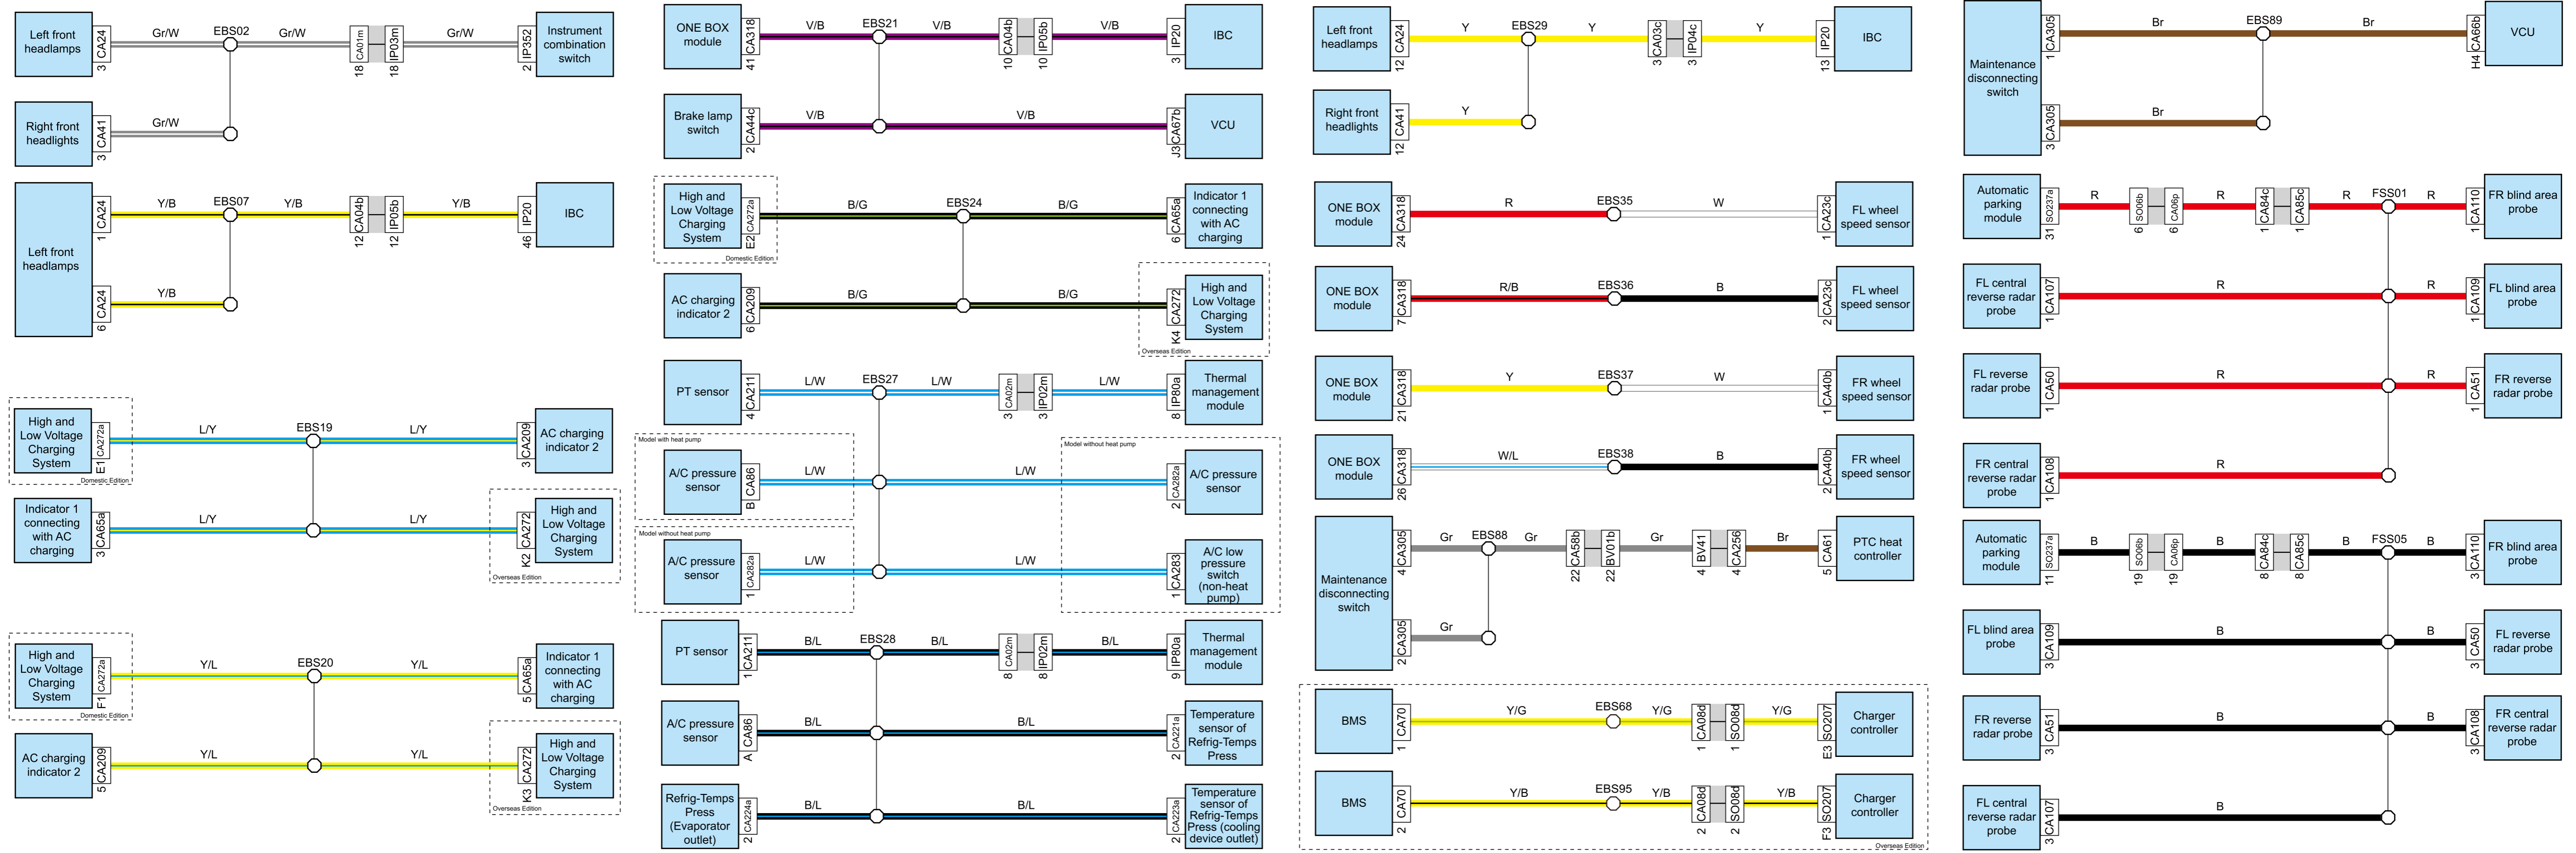 Left front
headlamps
3 CA24
Gr/W
EBS02
Gr/W
18 CA01m
18 IP03m
Gr/W
2 IP352
Instrument
combination
switch
Right front
headlights
3 CA41
Gr/W
Left front
headlamps
1 CA24
Y/B
EBS07
Y/B
12 CA04b
12 IP05b
Y/B
46 IP20
IBC
6 CA24
Y/B
High and
Low Voltage
Charging
System
E1 CA272a
Domestic Edition
L/Y
EBS19
L/Y
3 CA209
AC charging
indicator 2
Indicator 1
connecting
with AC
charging
3 CA65a
L/Y
L/Y
K2 CA272
High and
Low Voltage
Charging
System
Overseas Edition
High and
Low Voltage
Charging
System
F1 CA272a
Domestic Edition
Y/L
EBS20
Y/L
5 CA65a
Indicator 1
connecting
with AC
charging
AC charging
indicator 2
5 CA209
Y/L
Y/L
K3 CA272
High and
Low Voltage
Charging
System
Overseas Edition
ONE BOX
module
41 CA318
V/B
EBS21
V/B
10 CA04b
10 IP05b
V/B
3 IP20
IBC
Brake lamp
switch
2 CA44c
V/B
V/B
J3 CA67b
VCU
High and
Low Voltage
Charging
System
E2 CA272a
Domestic Edition
B/G
EBS24
B/G
6 CA65a
Indicator 1
connecting
with AC
charging
AC charging
indicator 2
6 CA209
B/G
B/G
K4 CA272
High and
Low Voltage
Charging
System
Overseas Edition
PT sensor
4 CA211
L/W
EBS27
L/W
3 CA02m
3 IP02m
L/W
8 IP80a
Thermal
management
module
Model with heat pump
A/C pressure
sensor
B CA86
L/W
L/W
Model without heat pump
2 CA282a
A/C pressure
sensor
Model without heat pump
A/C pressure
sensor
1 CA282a
L/W
L/W
1 CA283
A/C low
pressure
switch
(non-heat
pump)
PT sensor
1 CA211
B/L
EBS28
B/L
8 CA02m
8 IP02m
B/L
9 IP80a
Thermal
management
module
A/C pressure
sensor
A CA86
B/L
B/L
2 CA221a
Temperature
sensor of
Refrig-Temps
Press
Refrig-Temps
Press
(Evaporator
outlet)
2 CA224a
B/L
B/L
2 CA223a
Temperature
sensor of
Refrig-Temps
Press (cooling
device outlet)
Left front
headlamps
12 CA24
Y
EBS29
Y
3 CA03c
3 IP04c
Y
13 IP20
IBC
Right front
headlights
12 CA41
Y
ONE BOX
module
24 CA318
R
EBS35
W
1 CA23c
FL wheel
speed sensor
ONE BOX
module
7 CA318
R/B
EBS36
B
2 CA23c
FL wheel
speed sensor
ONE BOX
module
21 CA318
Y
EBS37
W
1 CA40b
FR wheel
speed sensor
ONE BOX
module
26 CA318
W/L
EBS38
B
2 CA40b
FR wheel
speed sensor
Maintenance
disconnecting
switch
4 CA305
Gr
EBS88
Gr
22 CA58b
22 BV01b
Gr
4 BV41
4 CA256
Br
5 CA61
PTC heat
controller
2 CA305
Gr
BMS
1 CA70
Y/G
EBS68
Y/G
1 CA08d
1 SO08d
Y/G
E3 SO207
Charger
controller
BMS
2 CA70
Y/B
EBS95
Y/B
2 CA08d
2 SO08d
Y/B
F3 SO207
Charger
controller
Overseas Edition
Maintenance
disconnecting
switch
1 CA305
Br
EBS89
Br
H4 CA66b
VCU
3 CA305
Br
Automatic
parking
module
31 SO237a
R
6 SO06b
6 CA06p
R
1 CA84c
1 CA85c
R
FSS01
R
1 CA110
FR blind area
probe
FL central
reverse radar
probe
1 CA107
R
R
1 CA109
FL blind area
probe
FL reverse
radar probe
1 CA50
R
R
1 CA51
FR reverse
radar probe
FR central
reverse radar
probe
1 CA108
R
Automatic
parking
module
11 SO237a
B
19 SO06b
19 CA06p
B
8 CA84c
8 CA85c
B
FSS05
B
3 CA110
FR blind area
probe
FL blind area
probe
3 CA109
B
B
3 CA50
FL reverse
radar probe
FR reverse
radar probe
3 CA51
B
B
3 CA108
FR central
reverse radar
probe
FL central
reverse radar
probe
3 CA107
B